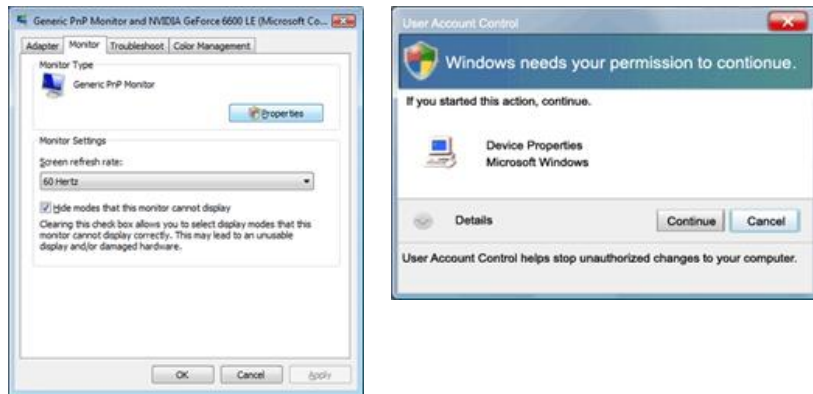 Generic PnP Monitor and NVIDIA GeForce 6600 LE (Microsoft Co...
Adapter Monitor Troubleshoot Color Management
Monitor Type
Generic PnP Monitor
Properties
Monitor Settings
Screen refresh rate:
60 Hertz
Hide modes that this monitor cannot display
Clearing this check box allows you to select display modes that this
monitor cannot display correctly. This may lead to an unusable
display and/or damaged hardware.
OK Cancel Apply
User Account Control
Windows needs your permission to contionue.
If you started this action, continue.
Device Properties
Microsoft Windows
Details Continue Cancel
User Account Control helps stop unauthorized changes to your computer.